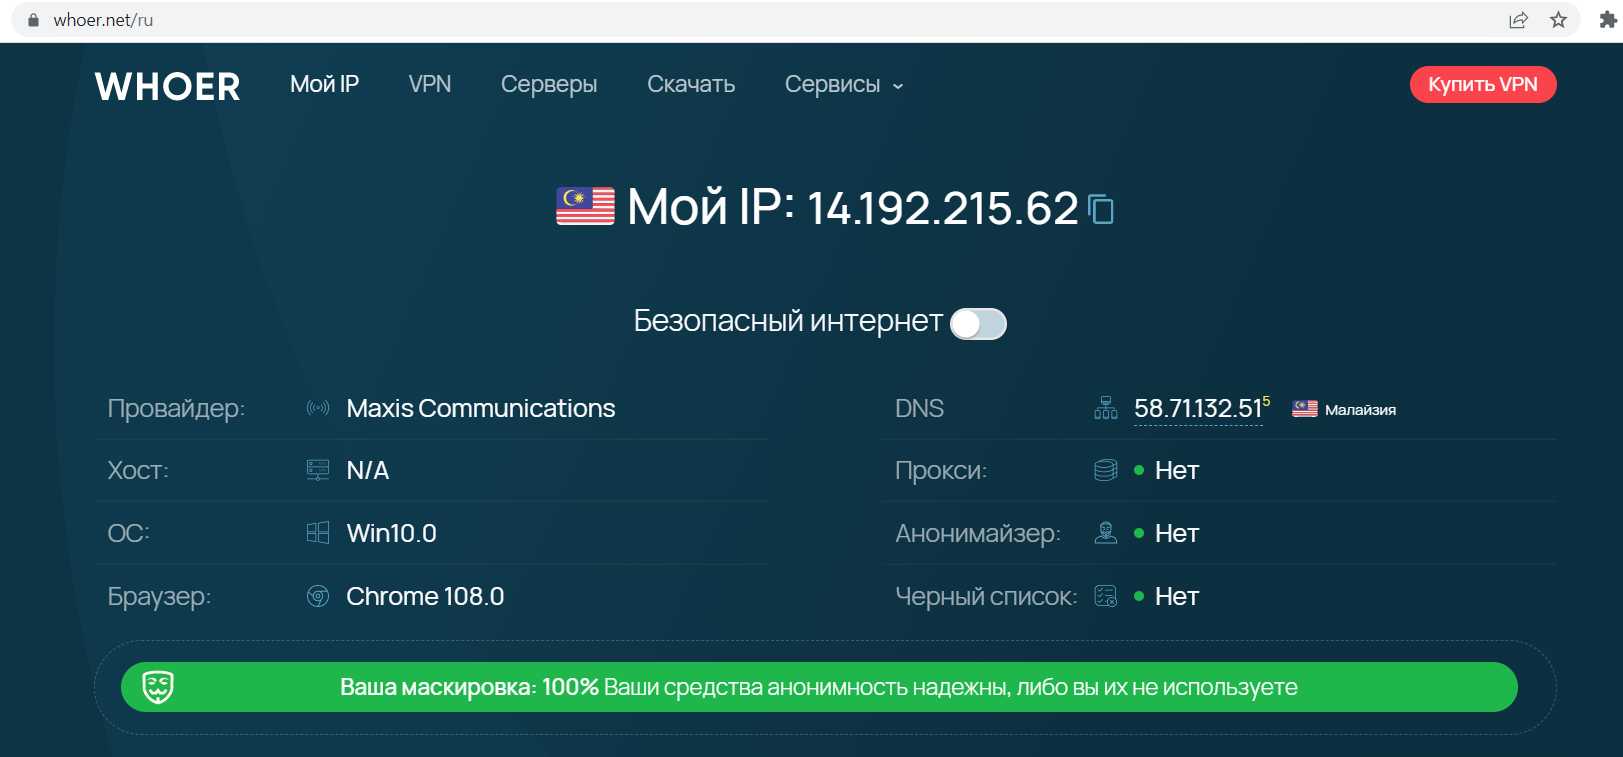 whoer.net/ru
WHOER Мой IP VPN Серверы Скачать Сервисы Купить VPN
Мой IP: 14.192.215.62
Безопасный интернет
Провайдер: Maxis Communications
DNS 58.71.132.51⁵ Малайзия
Хост: N/A
Прокси: Нет
ОС: Win10.0
Анонимайзер: Нет
Браузер: Chrome 108.0
Черный список: Нет
Ваша маскировка: 100% Ваши средства анонимность надежны, либо вы их не используете